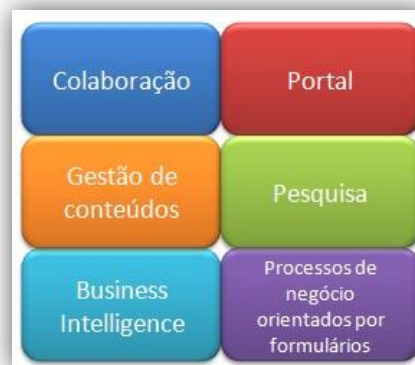 Colaboração
Portal
Gestão de
conteúdos
Pesquisa
Business
Intelligence
Processos de
negócio
orientados por
formulários